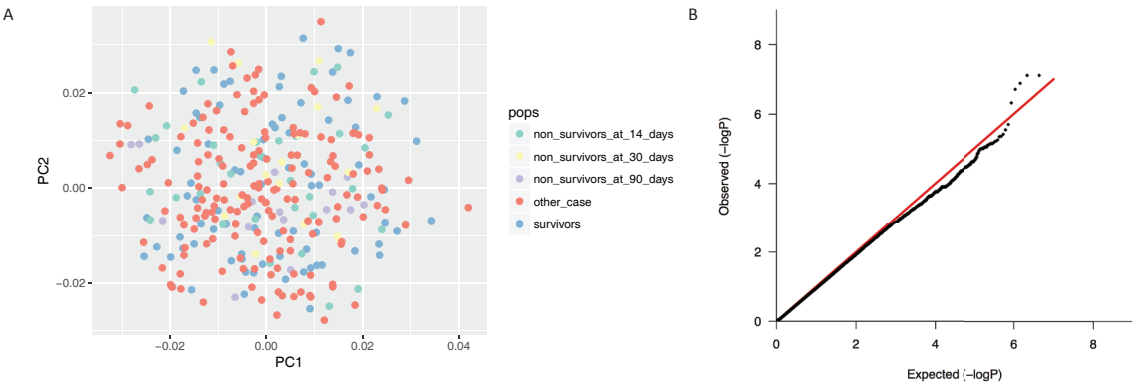 A
PC2
0.02
0.00
−0.02
−0.02
0.00
0.02
0.04
PC1
pops
non_survivors_at_14_days
non_survivors_at_30_days
non_survivors_at_90_days
other_case
survivors
B
Observed (−logP)
8
6
4
2
0
0
2
4
6
8
Expected (−logP)